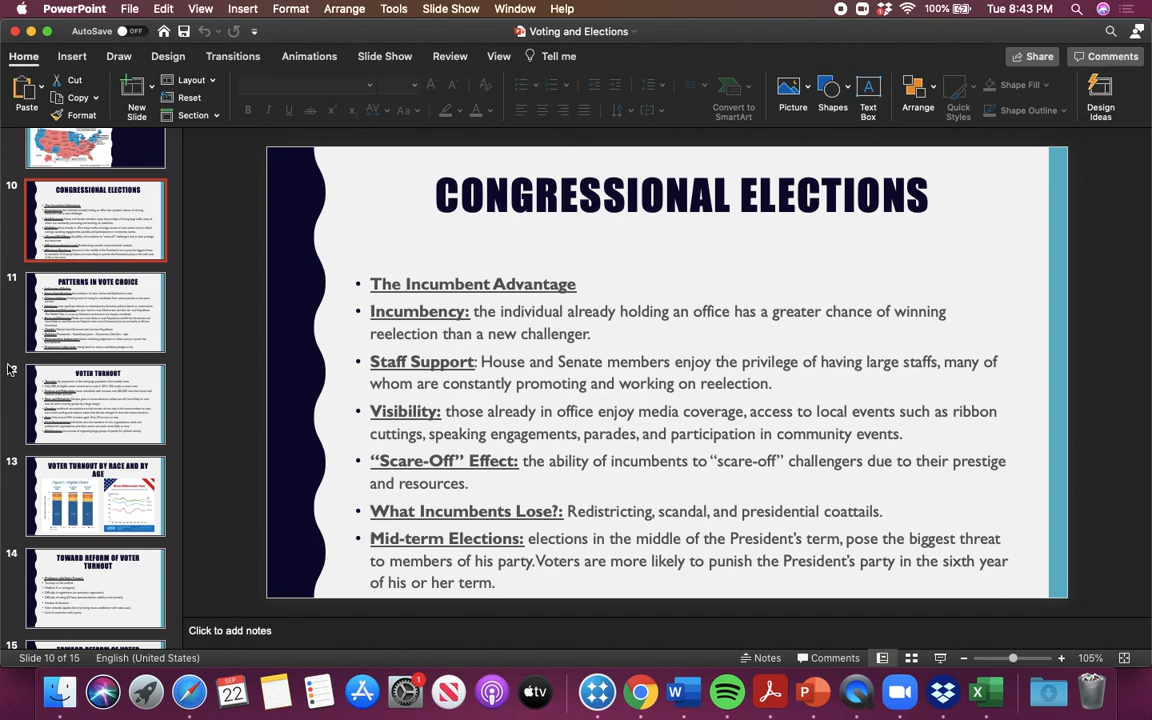 PowerPoint File Edit View Insert Format Arrange Tools Slide Show Window Help 100% Tue 8:43 PM
AutoSave OFF Voting and Elections
Home Insert Draw Design Transitions Animations Slide Show Review View Tell me Share Comments
Paste Cut Copy Format New Slide Layout Reset Section Convert to SmartArt Picture Shapes Text Box Arrange Quick Styles Shape Fill Shape Outline Design Ideas
10
CONGRESSIONAL ELECTIONS
11
PATTERNS IN VOTE CHOICE
VOTER TURNOUT
13
VOTER TURNOUT BY RACE AND BY
AGE
14
TOWARD REFORM OF VOTER
TURNOUT
15
CONGRESSIONAL ELECTIONS
• The Incumbent Advantage
• Incumbency: the individual already holding an office has a greater chance of winning
reelection than a new challenger.
• Staff Support: House and Senate members enjoy the privilege of having large staffs, many of
whom are constantly promoting and working on reelection.
• Visibility: those already in office enjoy media coverage, access to local events such as ribbon
cuttings, speaking engagements, parades, and participation in community events.
• “Scare-Off” Effect: the ability of incumbents to “scare-off” challengers due to their prestige
and resources.
• What Incumbents Lose?: Redistricting, scandal, and presidential coattails.
• Mid-term Elections: elections in the middle of the President’s term, pose the biggest threat
to members of his party. Voters are more likely to punish the President’s party in the sixth year
of his or her term.
Click to add notes
Slide 10 of 15 English (United States) Notes Comments 105%
SEP
22
1
tv